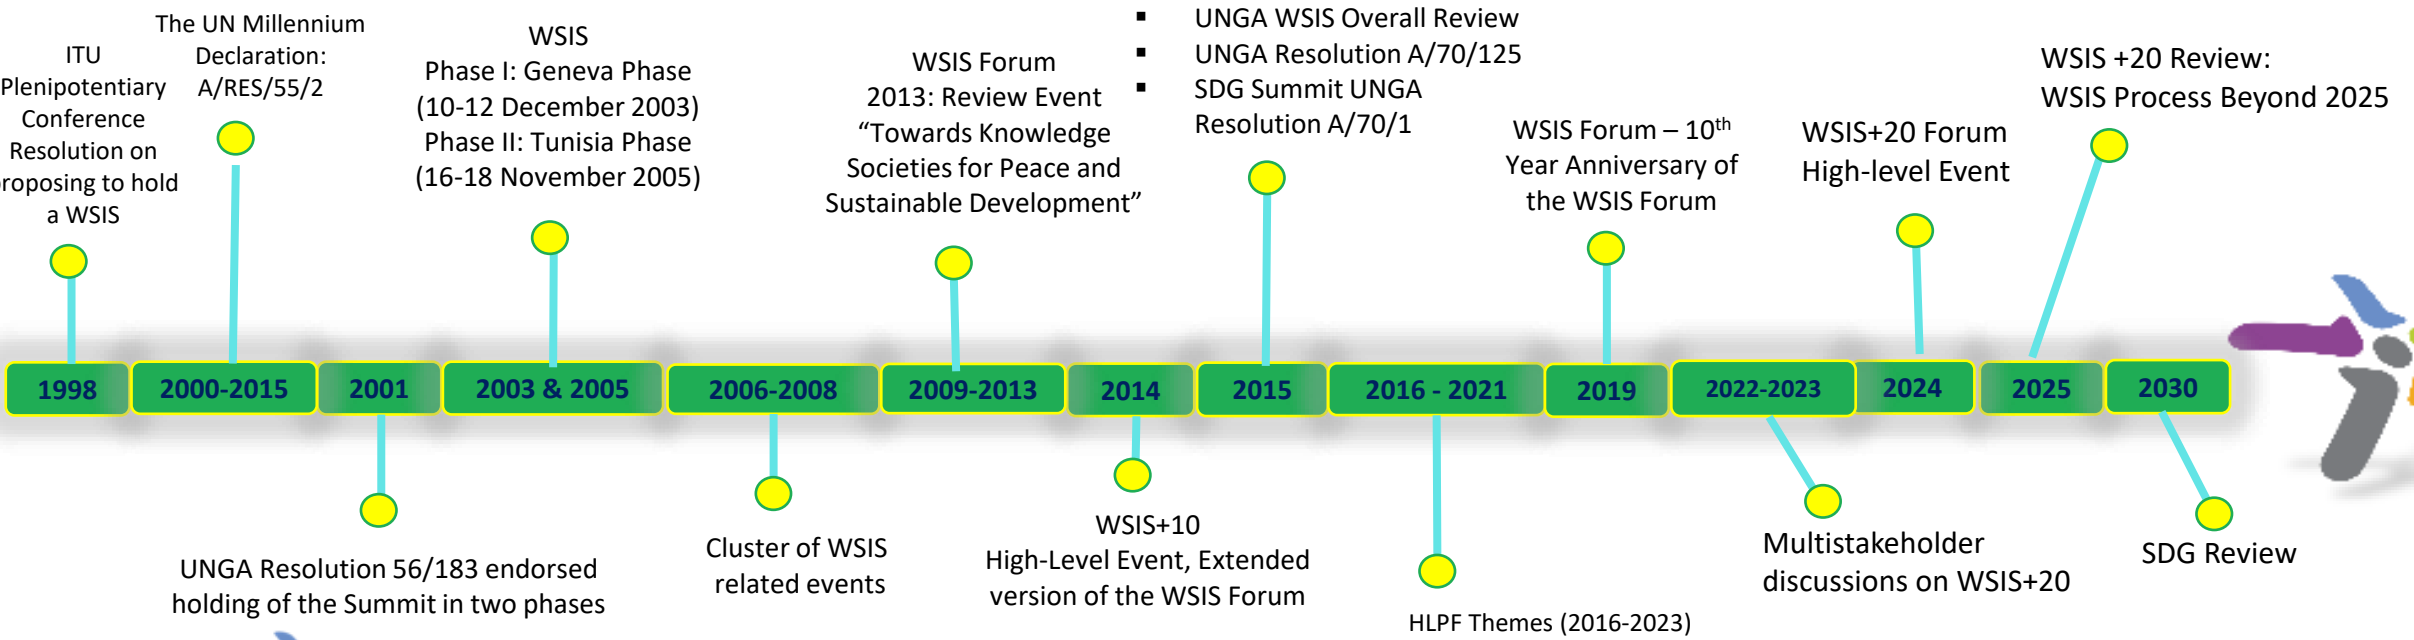 ITU
Plenipotentiary
Conference
Resolution on
proposing to hold
a WSIS
The UN Millennium
Declaration:
A/RES/55/2
WSIS
Phase I: Geneva Phase
(10-12 December 2003)
Phase II: Tunisia Phase
(16-18 November 2005)
WSIS Forum
2013: Review Event
“Towards Knowledge
Societies for Peace and
Sustainable Development”
▪ UNGA WSIS Overall Review
▪ UNGA Resolution A/70/125
▪ SDG Summit UNGA
Resolution A/70/1
WSIS Forum – 10th
Year Anniversary of
the WSIS Forum
WSIS+20 Forum
High-level Event
WSIS +20 Review:
WSIS Process Beyond 2025
1998
2000-2015
2001
2003 & 2005
2006-2008
2009-2013
2014
2015
2016 - 2021
2019
2022-2023
2024
2025
2030
UNGA Resolution 56/183 endorsed
holding of the Summit in two phases
Cluster of WSIS
related events
WSIS+10
High-Level Event, Extended
version of the WSIS Forum
HLPF Themes (2016-2023)
Multistakeholder
discussions on WSIS+20
SDG Review